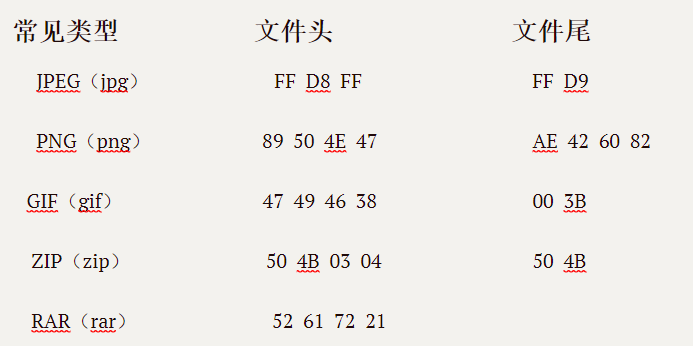 常见类型 文件头 文件尾
JPEG（jpg） FF D8 FF FF D9
PNG（png） 89 50 4E 47 AE 42 60 82
GIF（gif） 47 49 46 38 00 3B
ZIP（zip） 50 4B 03 04 50 4B
RAR（rar） 52 61 72 21